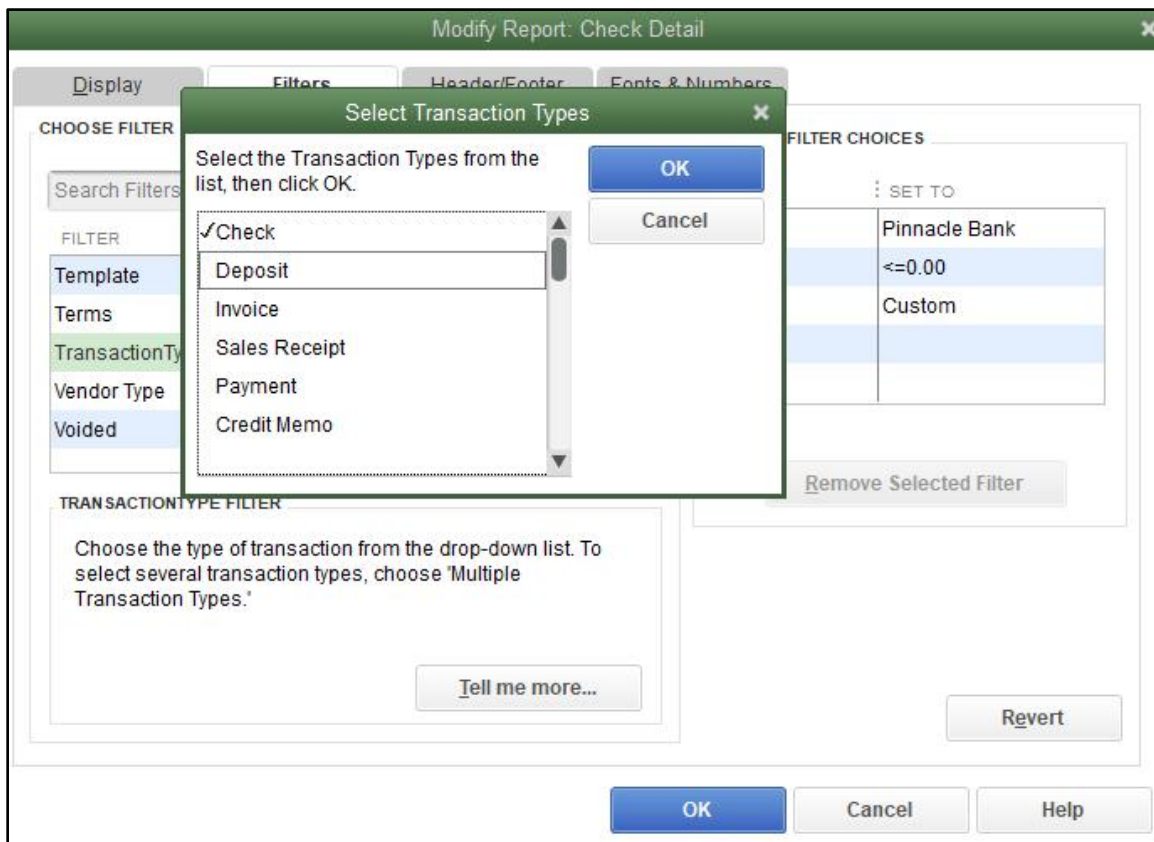 Modify Report: Check Detail
Display
Filters
Header/Footer
Fonts & Numbers
CHOOSE FILTER
Search Filters
FILTER
Template
Terms
TransactionTy
Vendor Type
Voided
Select Transaction Types
Select the Transaction Types from the
list, then click OK.
✓Check
Deposit
Invoice
Sales Receipt
Payment
Credit Memo
OK
Cancel
FILTER CHOICES
SET TO
Pinnacle Bank
<=0.00
Custom
Remove Selected Filter
TRANSACTIONTYPE FILTER
Choose the type of transaction from the drop-down list. To
select several transaction types, choose 'Multiple
Transaction Types.'
Tell me more...
Revert
OK
Cancel
Help